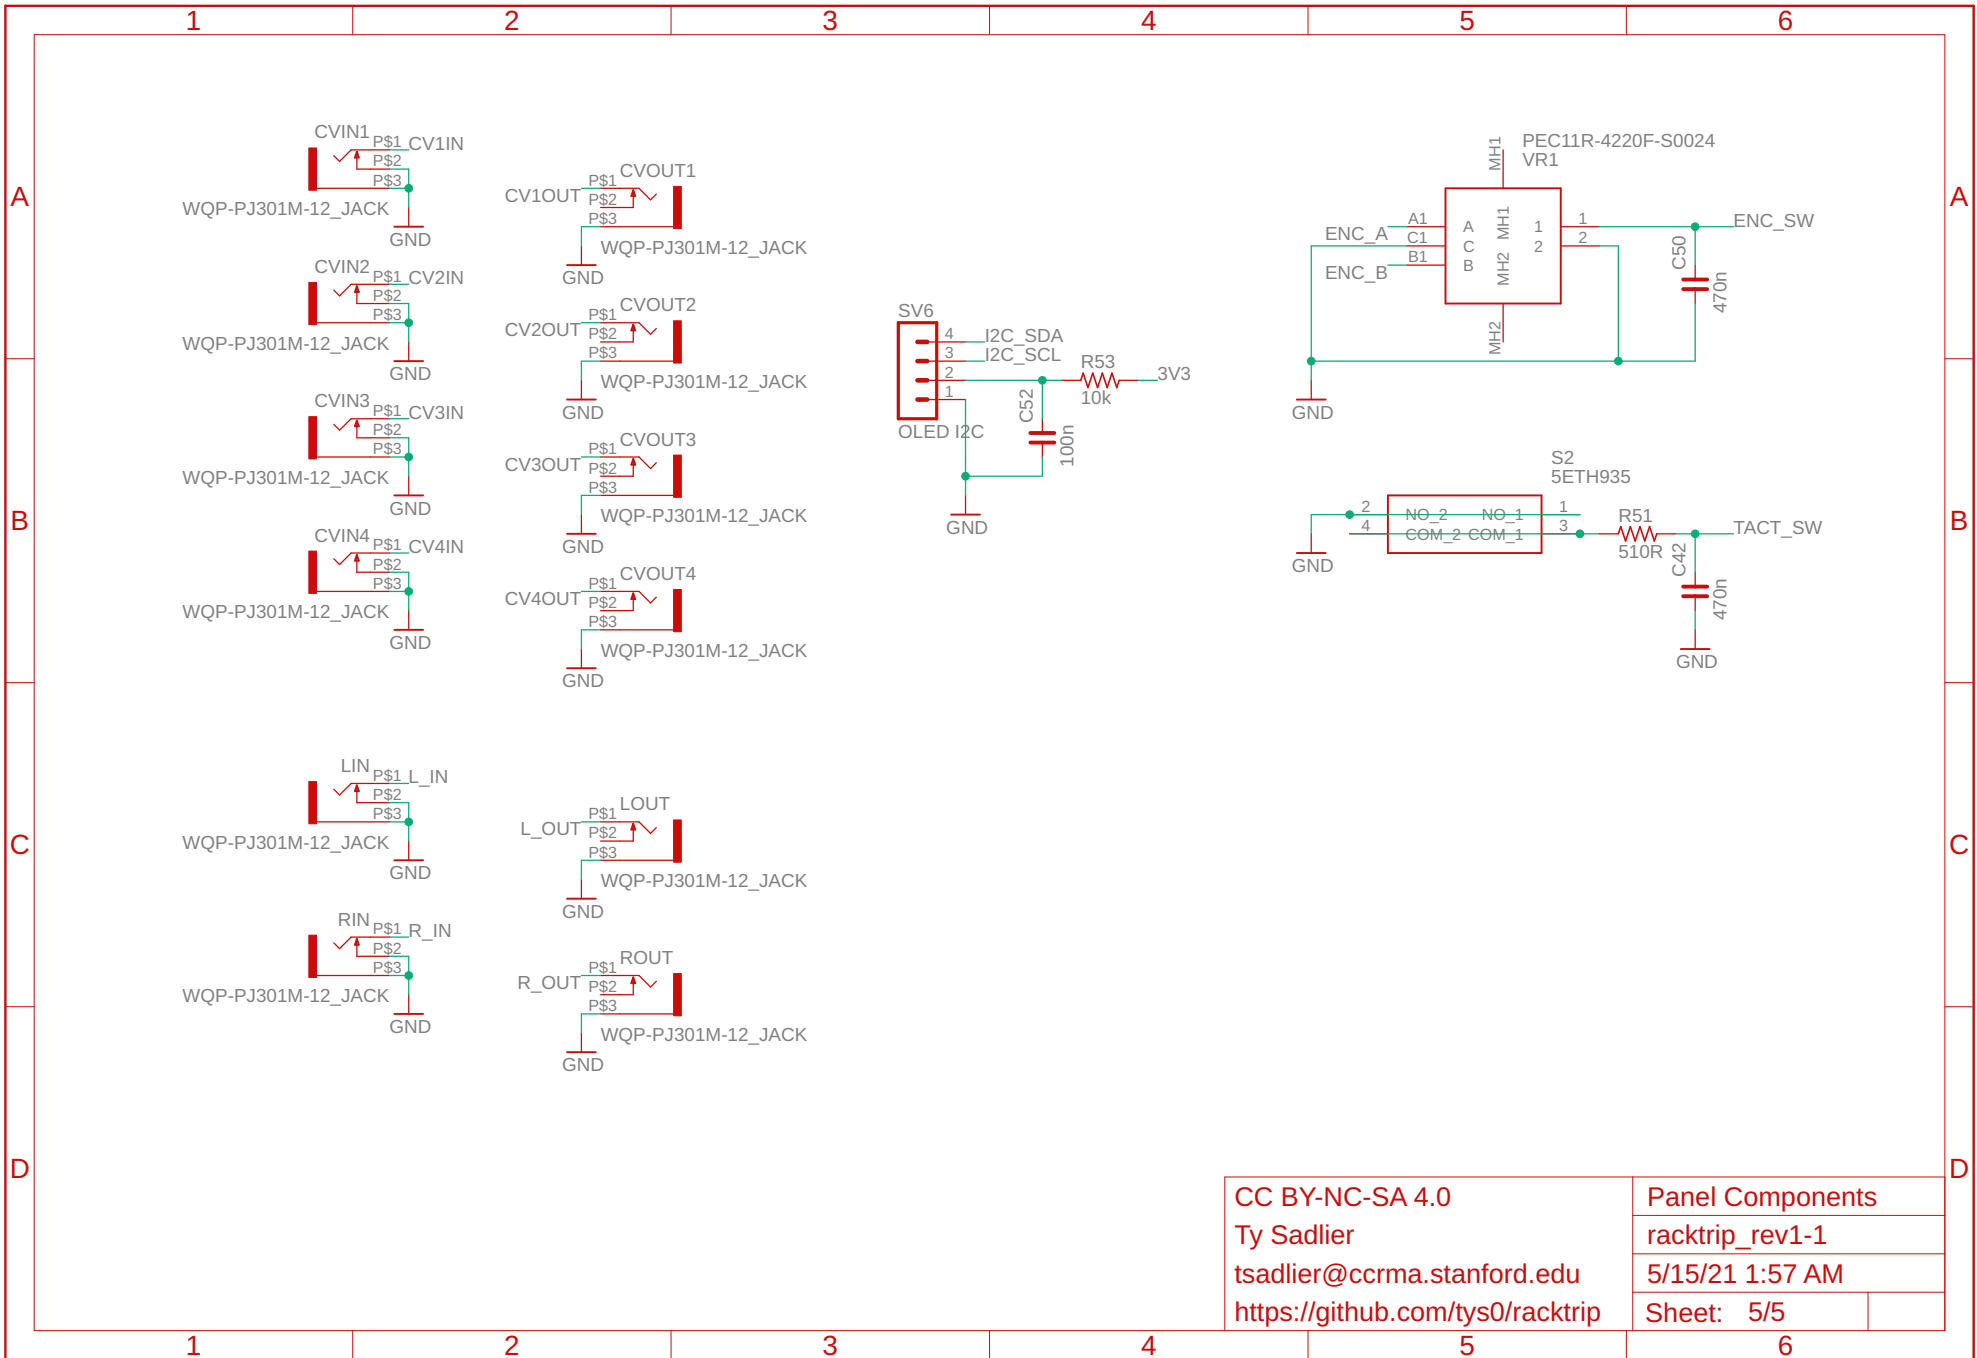 1 2 3 4 5 6
A
B
C
D
CVIN1
P$1
CV1IN
P$2
P$3
WQP-PJ301M-12_JACK
GND
CVIN2
P$1
CV2IN
P$2
P$3
WQP-PJ301M-12_JACK
GND
CVIN3
P$1
CV3IN
P$2
P$3
WQP-PJ301M-12_JACK
GND
CVIN4
P$1
CV4IN
P$2
P$3
WQP-PJ301M-12_JACK
GND
LIN
P$1
L_IN
P$2
P$3
WQP-PJ301M-12_JACK
GND
RIN
P$1
R_IN
P$2
P$3
WQP-PJ301M-12_JACK
GND
CVOUT1
P$1
CV1OUT
P$2
P$3
WQP-PJ301M-12_JACK
GND
CVOUT2
P$1
CV2OUT
P$2
P$3
WQP-PJ301M-12_JACK
GND
CVOUT3
P$1
CV3OUT
P$2
P$3
WQP-PJ301M-12_JACK
GND
CVOUT4
P$1
CV4OUT
P$2
P$3
WQP-PJ301M-12_JACK
GND
LOUT
P$1
L_OUT
P$2
P$3
WQP-PJ301M-12_JACK
GND
ROUT
P$1
R_OUT
P$2
P$3
WQP-PJ301M-12_JACK
GND
SV6
4
I2C_SDA
3
I2C_SCL
2
1
OLED I2C
R53
10k
3V3
C52
100n
GND
PEC11R-4220F-S0024
VR1
MH1
MH1
MH2
MH2
ENC_A
A1
A
C1
C
ENC_B
B1
B
1
1
2
2
ENC_SW
C50
470n
GND
S2
5ETH935
2
NO_2
NO_1
1
4
COM_2
COM_1
3
GND
R51
510R
TACT_SW
C42
470n
GND
A
B
C
D
CC BY-NC-SA 4.0
Ty Sadlier
tsadlier@ccrma.stanford.edu
https://github.com/tys0/racktrip
Panel Components
racktrip_rev1-1
5/15/21 1:57 AM
Sheet: 5/5
1 2 3 4 5 6